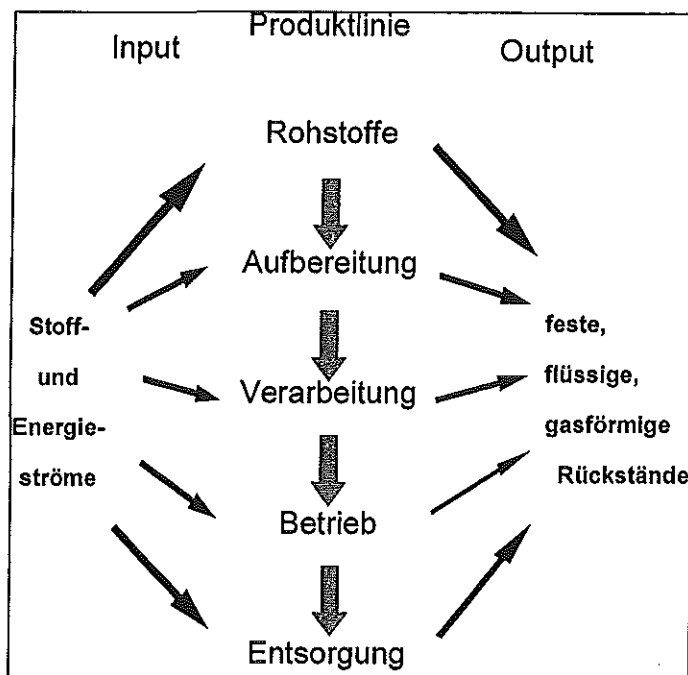 Input
Produktlinie
Output
Rohstoffe
Aufbereitung
Verarbeitung
Betrieb
Entsorgung
Stoff-
und
Energie-
ströme
feste,
flüssige,
gasförmige
Rückstände